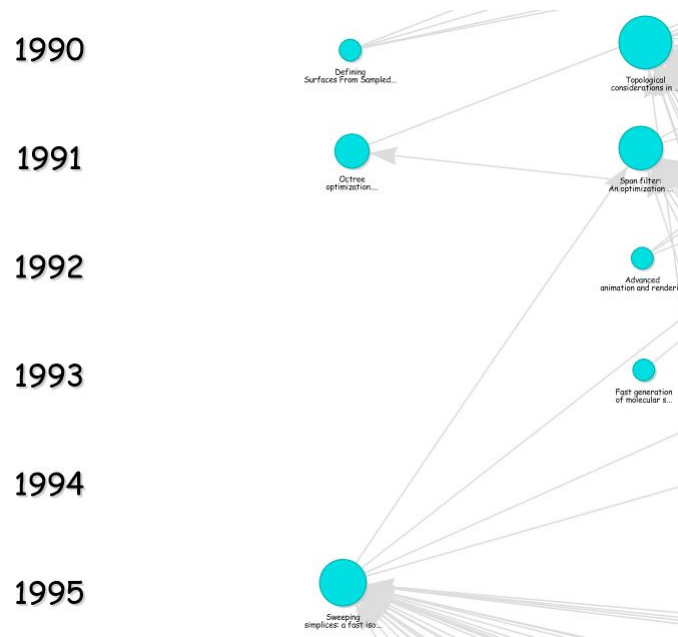 1990
Defining
Surfaces From Sampled...
Topological
considerations in ...
1991
Octree
optimization....
Span filter:
An optimization ...
1992
Advanced
animation and renderi
1993
Fast generation
of molecular s...
1994
1995
Sweeping
simplices: a fast iso...